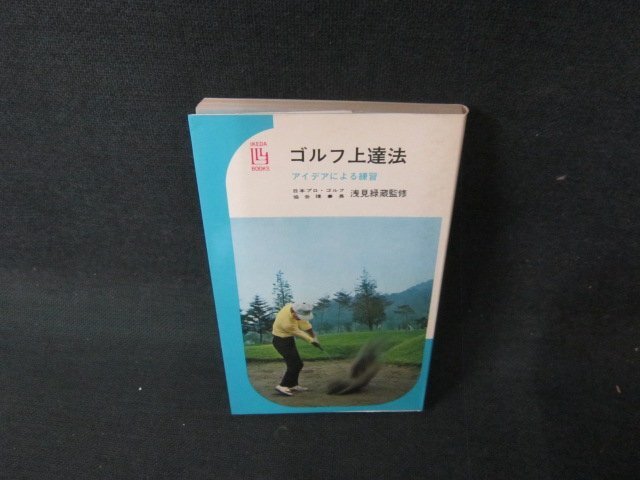 IKEDA
BOOKS
ゴルフ上達法
アイデアによる練習
日本プロ・ゴルフ
協会理事長
浅見緑蔵監修